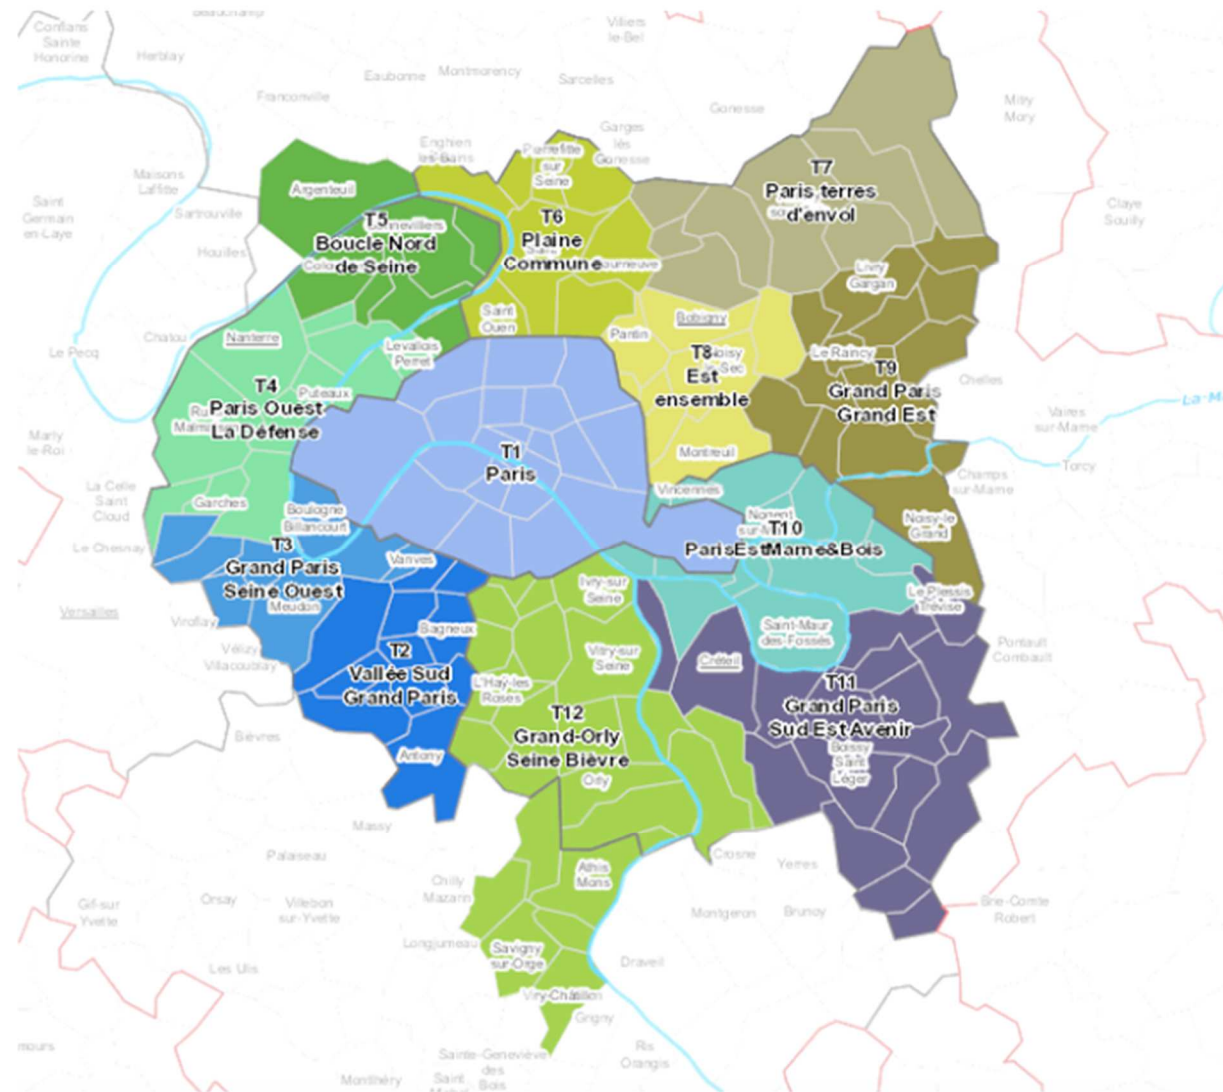 Beauchamp
Conflans
Sainte
Honorine
Herblay
Villiers
le-Bel
Eaubonne
Montmorency
Sarcelles
Franconville
Gonesse
Mitry
Mory
Enghien
les-Bains
Pierrefitte
sur
Seine
Garges
lès
Gonesse
Maisons
Laffitte
Argenteuil
T7
Paris terres
d'envol
Saint
Germain
en-Laye
Sartrouville
Claye
Souilly
T5
Boucle Nord
de Seine
T6
Plaine
Commune
Houilles
Livry
Gargan
Saint
Ouen
Bobigny
Pantin
Chatou
Nanterre
Le Pecq
Levallois
Perret
T8
Est
ensemble
Le Raincy
T9
Grand Paris
Grand Est
Chelles
T4
Paris Ouest
La Défense
Puteaux
La-M
Vaires
sur-Marne
Marly
le-Roi
T1
Paris
Montreuil
Torcy
Champs
sur-Marne
La Celle
Saint
Cloud
Garches
Vincennes
Boulogne
Billancourt
T10
ParisEstMarne&Bois
Noisy-le
Grand
Le Chesnay
T3
Grand Paris
Seine Ouest
Vanves
Ivry-sur
Seine
Le Plessis
Trévise
Versailles
Meudon
Viroflay
Bagneux
Saint-Maur
des-Fossés
Vélizy
Villacoublay
T2
Vallée Sud
Grand Paris
Vitry-sur
Seine
Créteil
Pontault
Combault
L'Haÿ-les
Roses
T11
Grand Paris
Sud Est Avenir
T12
Grand-Orly
Seine Bièvre
Bièvres
Antony
Orly
Boissy
Saint
Léger
Massy
Palaiseau
Crosne
Yerres
Chilly
Mazarin
Athis
Mons
Gif-sur
Yvette
Orsay
Villebon
sur-Yvette
Montgeron
Brunoy
Brie-Comte
Robert
Longjumeau
Savigny
sur-Orge
Les Ulis
Draveil
Viry-Châtillon
Grigny
mours
Ris
Orangis
Sainte-Geneviève
des
Bois
Montlhéry
Saint